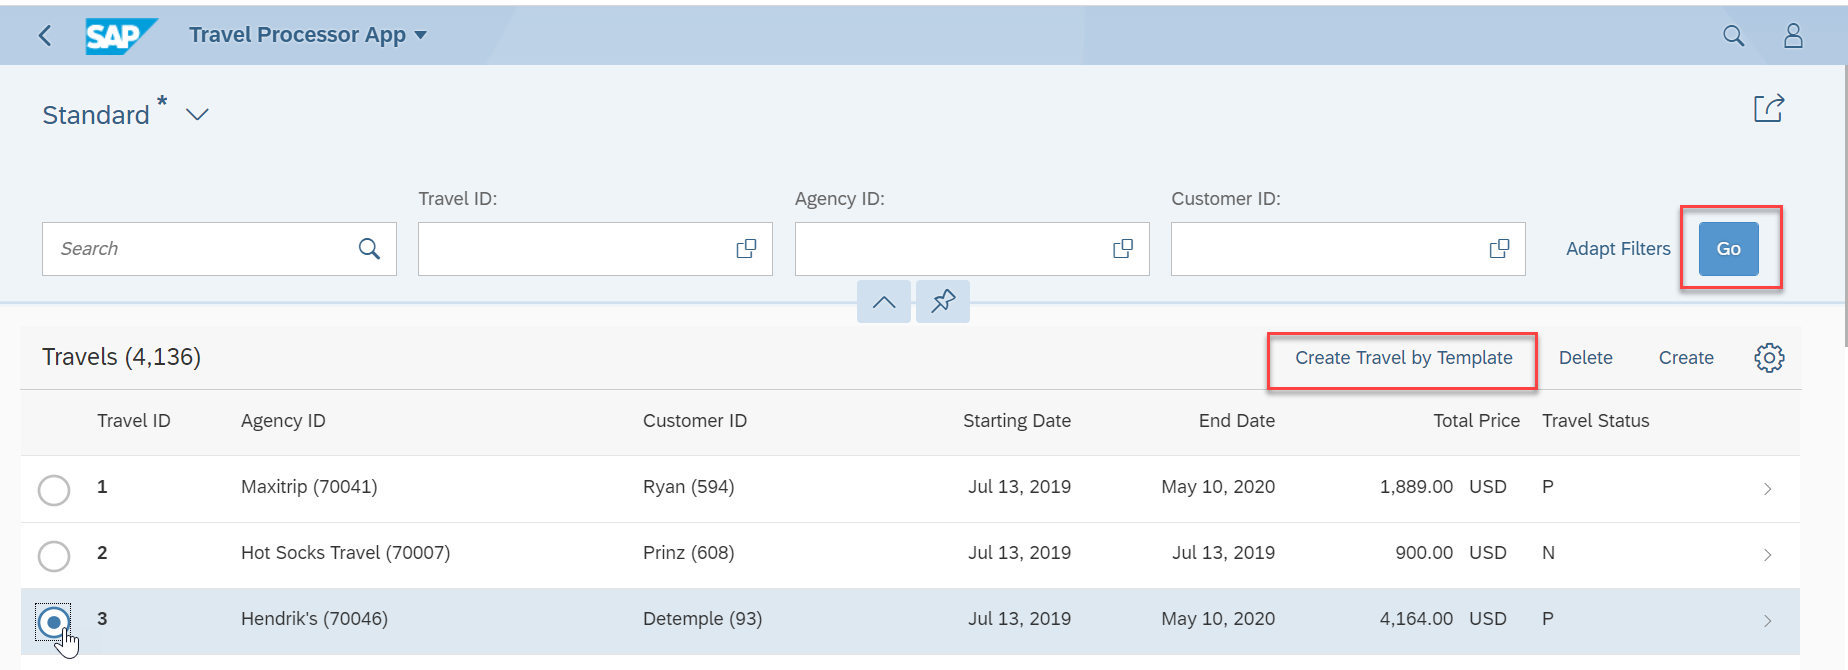 SAP Travel Processor App
Standard *
Travel ID: Agency ID: Customer ID:
Search Adapt Filters Go
Travels (4,136) Create Travel by Template Delete Create
Travel ID Agency ID Customer ID Starting Date End Date Total Price Travel Status
1 Maxitrip (70041) Ryan (594) Jul 13, 2019 May 10, 2020 1,889.00 USD P
2 Hot Socks Travel (70007) Prinz (608) Jul 13, 2019 Jul 13, 2019 900.00 USD N
3 Hendrik's (70046) Detemple (93) Jul 13, 2019 May 10, 2020 4,164.00 USD P